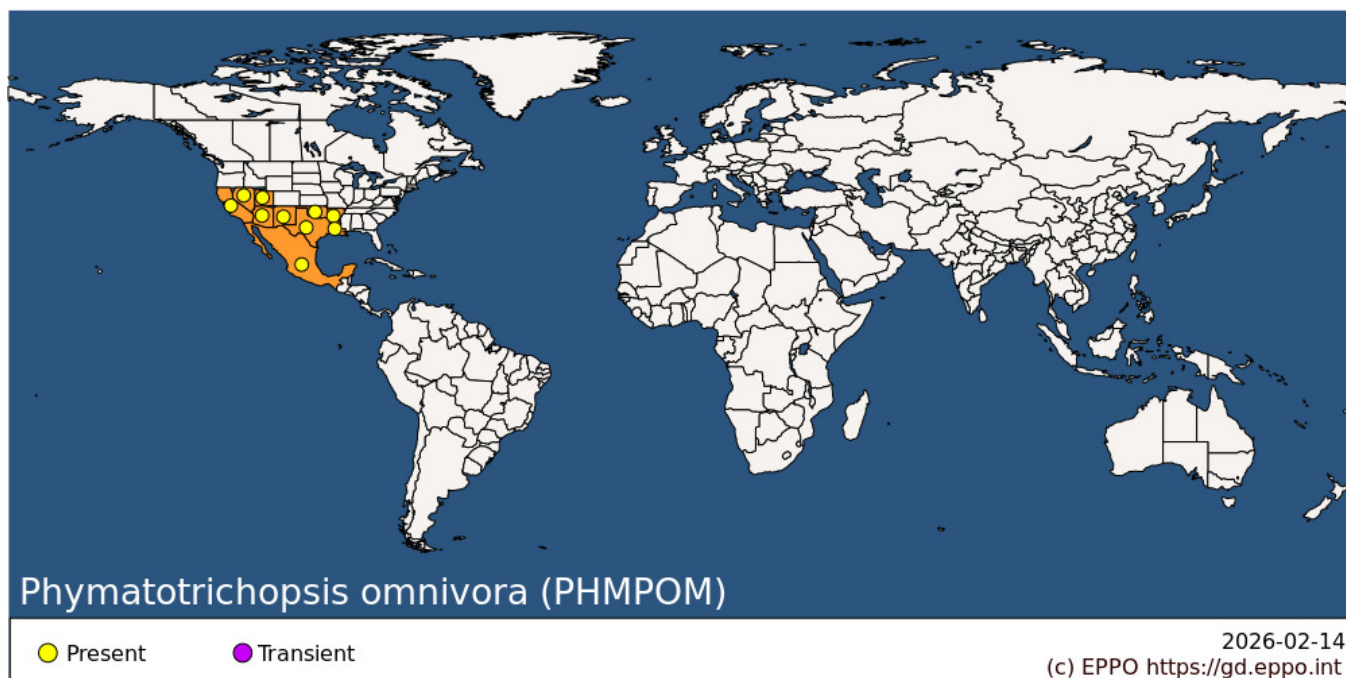 Phymatotrichopsis omnivora (PHMPOM)
Present
Transient
2026-02-14
(c) EPPO https://gd.eppo.int